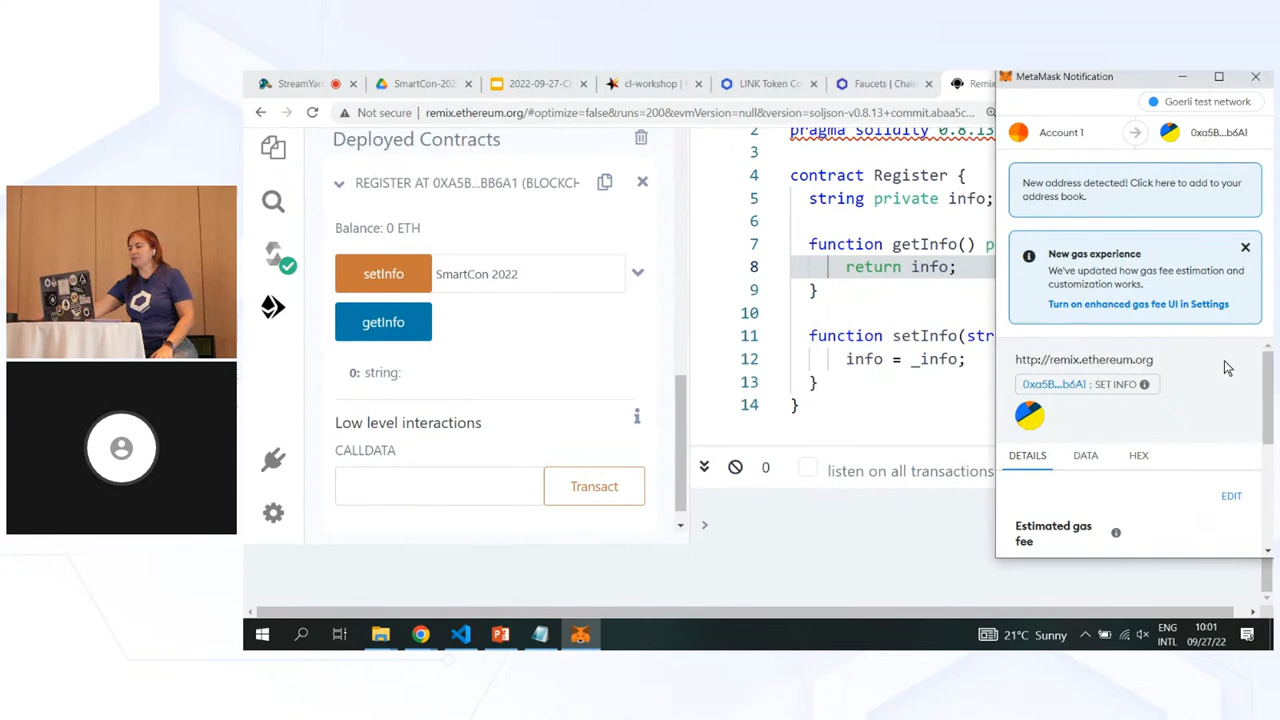 StreamYar
SmartCon-202
2022-09-27-Ch
cl-workshop |
LINK Token Co
Faucets | Chain
Remix
MetaMask Notification
Not secure
remix.ethereum.org/#optimize=false&runs=200&evmVersion=null&version=soljson-v0.8.13+commit.abaa5c...
Goerli test network
Account 1
0xa5B...b6A1
New address detected! Click here to add to your
address book.
New gas experience
We've updated how gas fee estimation and
customization works.
Turn on enhanced gas fee UI in Settings
http://remix.ethereum.org
0xa5B...b6A1 : SET INFO
DETAILS
DATA
HEX
EDIT
Estimated gas
fee
Deployed Contracts
REGISTER AT 0XA5B...BB6A1 (BLOCKCH
Balance: 0 ETH
setInfo
SmartCon 2022
getInfo
0: string:
Low level interactions
CALLDATA
Transact
2 pragma solidity 0.8.13
3
4 contract Register {
5 string private info;
6
7 function getInfo() p
8 return info;
9 }
10
11 function setInfo(str
12 info = _info;
13 }
14 }
0
listen on all transactions
>
21°C Sunny
ENG
INTL
10:01
09/27/22